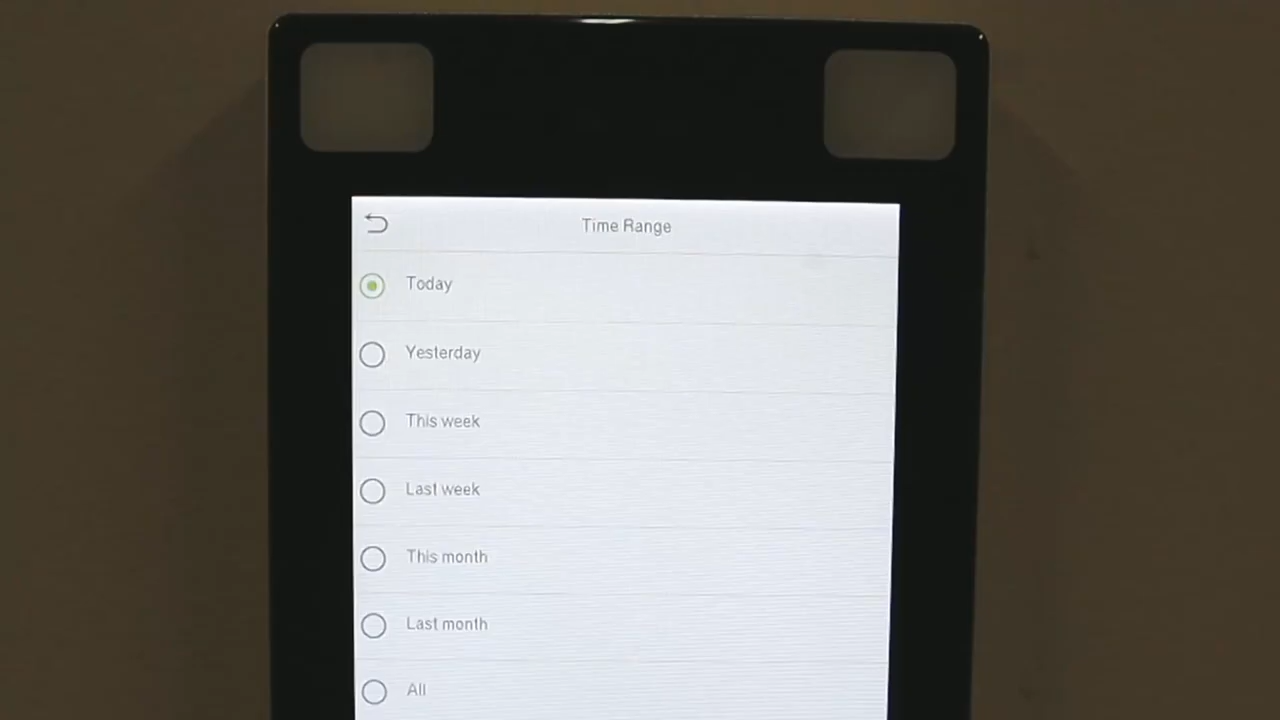 Time Range
Today
Yesterday
This week
Last week
This month
Last month
All